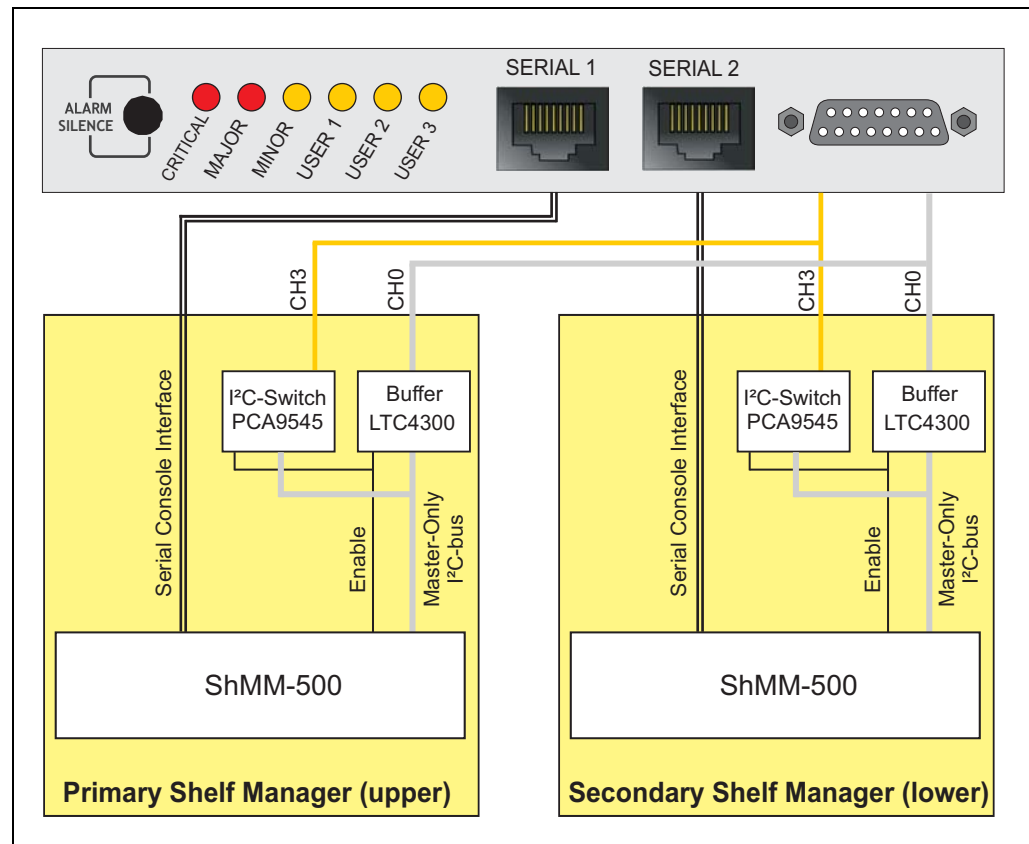 SERIAL 1
SERIAL 2
ALARM
SILENCE
CRITICAL
MAJOR
MINOR
USER 1
USER 2
USER 3
CH3
CH0
CH3
CH0
Serial Console Interface
I²C-Switch
PCA9545
Buffer
LTC4300
Enable
Master-Only
I²C-bus
ShMM-500
Primary Shelf Manager (upper)
Serial Console Interface
I²C-Switch
PCA9545
Buffer
LTC4300
Enable
Master-Only
I²C-bus
ShMM-500
Secondary Shelf Manager (lower)